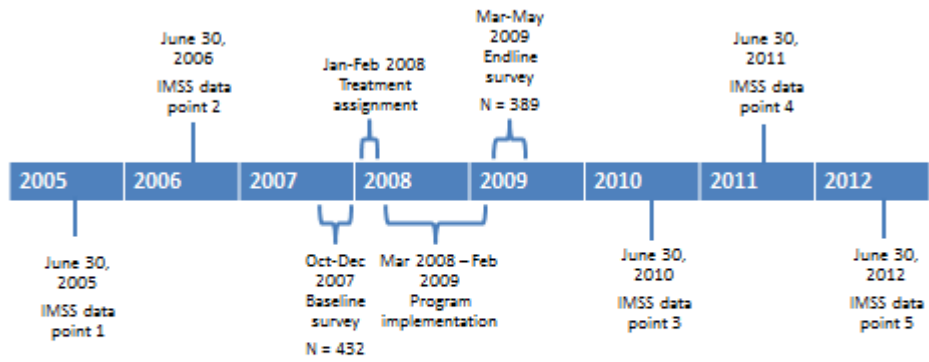 June 30,
2006
IMSS data
point 2
Jan-Feb 2008
Treatment
assignment
Mar-May
2009
Endline
survey
N = 389
June 30,
2011
IMSS data
point 4
2005 2006 2007 2008 2009 2010 2011 2012
June 30,
2005
IMSS data
point 1
Oct-Dec
2007
Baseline
survey
N = 432
Mar 2008 – Feb
2009
Program
implementation
June 30,
2010
IMSS data
point 3
June 30,
2012
IMSS data
point 5